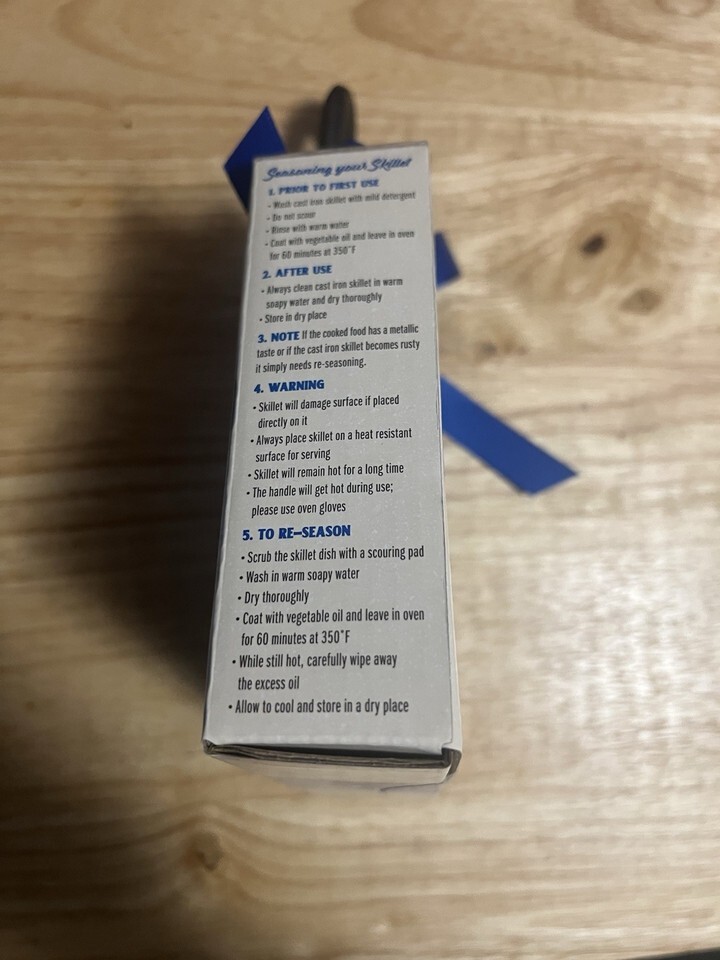 Seasoning your Skillet
1. PRIOR TO FIRST USE
• Wash cast iron skillet with mild detergent
• Do not scour
• Rinse with warm water
• Coat with vegetable oil and leave in oven
for 60 minutes at 350°F
2. AFTER USE
• Always clean cast iron skillet in warm
soapy water and dry thoroughly
• Store in dry place
3. NOTE If the cooked food has a metallic
taste or if the cast iron skillet becomes rusty
it simply needs re-seasoning.
4. WARNING
• Skillet will damage surface if placed
directly on it
• Always place skillet on a heat resistant
surface for serving
• Skillet will remain hot for a long time
• The handle will get hot during use;
please use oven gloves
5. TO RE-SEASON
• Scrub the skillet dish with a scouring pad
• Wash in warm soapy water
• Dry thoroughly
• Coat with vegetable oil and leave in oven
for 60 minutes at 350°F
• While still hot, carefully wipe away
the excess oil
• Allow to cool and store in a dry place